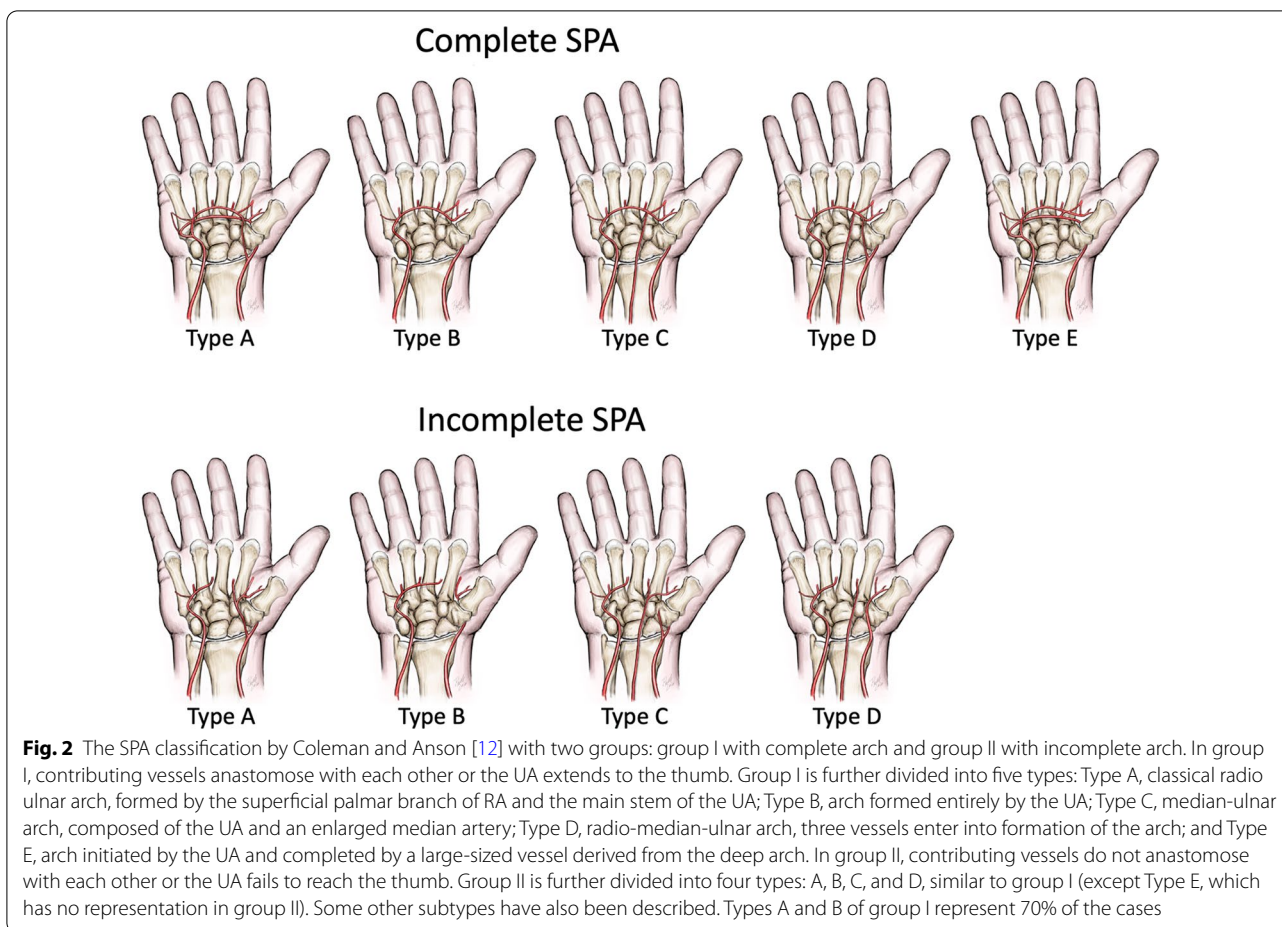 Complete SPA
Type A
Type B
Type C
Type D
Type E
Incomplete SPA
Type A
Type B
Type C
Type D
Fig. 2 The SPA classification by Coleman and Anson [12] with two groups: group I with complete arch and group II with incomplete arch. In group
I, contributing vessels anastomose with each other or the UA extends to the thumb. Group I is further divided into five types: Type A, classical radio
ulnar arch, formed by the superficial palmar branch of RA and the main stem of the UA; Type B, arch formed entirely by the UA; Type C, median-ulnar
arch, composed of the UA and an enlarged median artery; Type D, radio-median-ulnar arch, three vessels enter into formation of the arch; and Type
E, arch initiated by the UA and completed by a large-sized vessel derived from the deep arch. In group II, contributing vessels do not anastomose
with each other or the UA fails to reach the thumb. Group II is further divided into four types: A, B, C, and D, similar to group I (except Type E, which
has no representation in group II). Some other subtypes have also been described. Types A and B of group I represent 70% of the cases